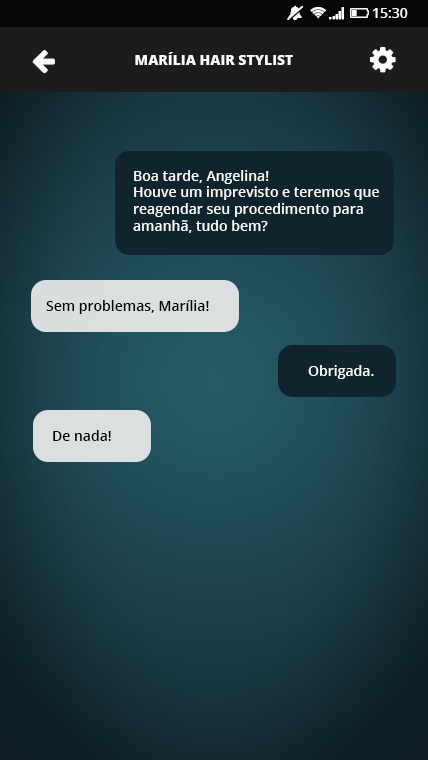 15:30
MARÍLIA HAIR STYLIST
Boa tarde, Angelina!
Houve um imprevisto e teremos que
reagendar seu procedimento para
amanhã, tudo bem?
Sem problemas, Marília!
Obrigada.
De nada!